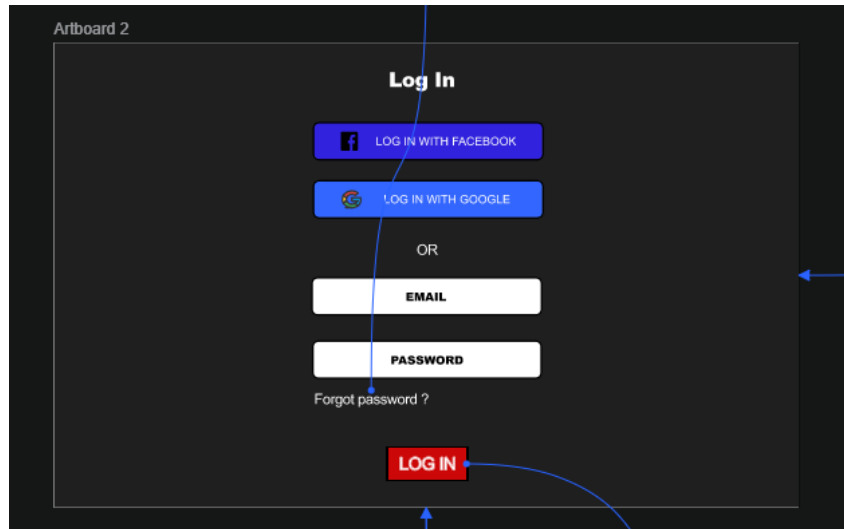 Artboard 2
Log In
LOG IN WITH FACEBOOK
LOG IN WITH GOOGLE
OR
EMAIL
PASSWORD
Forgot password ?
LOG IN